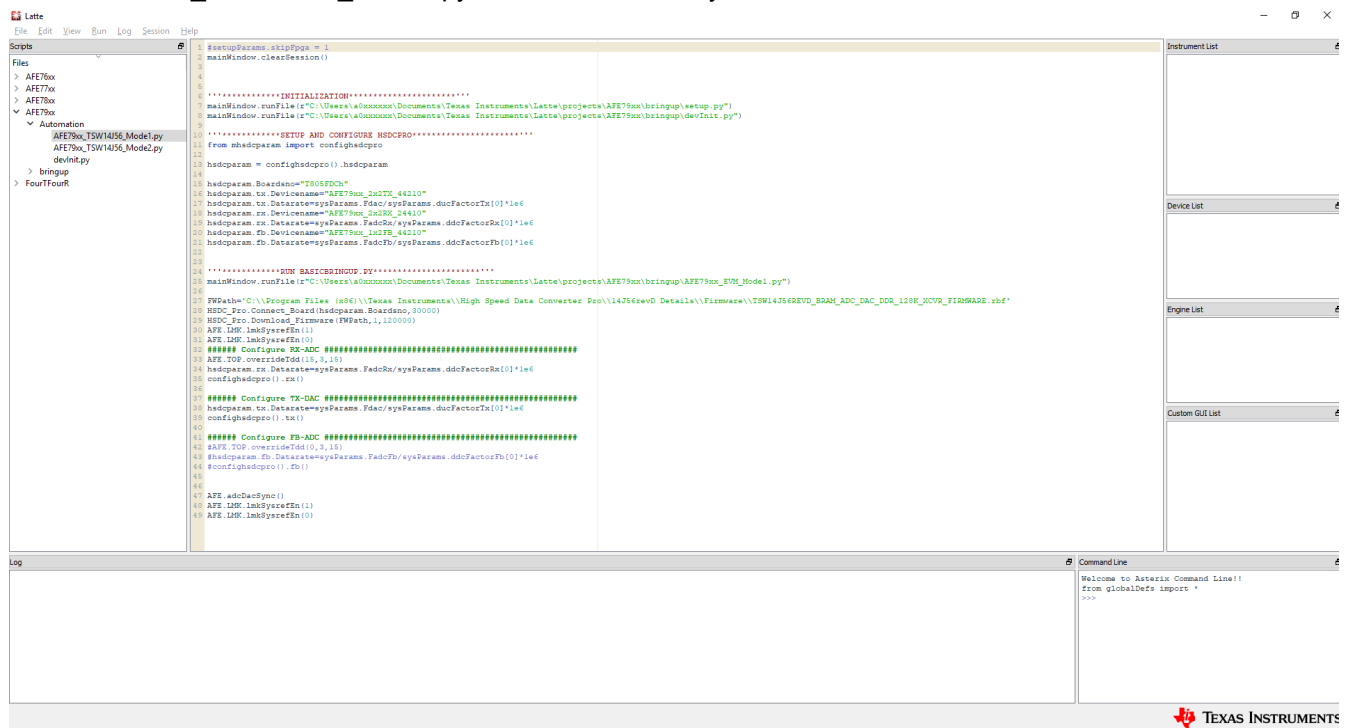 Latte
File Edit View Run Log Session Help
Scripts
Files
AFE76xx
AFE77xx
AFE78xx
AFE79xx
Automation
AFE79xx_TSW14J56_Mode1.py
AFE79xx_TSW14J56_Mode2.py
devInit.py
bringup
FourTFourR
1 #setupParams.skipFpga = 1
2 mainWindow.clearSession()
3
4
5
6 '''************INITIALIZATION**********************'''
7 mainWindow.runFile(r"C:\Users\a0xxxxxx\Documents\Texas Instruments\Latte\projects\AFE79xx\bringup\setup.py")
8 mainWindow.runFile(r"C:\Users\a0xxxxxx\Documents\Texas Instruments\Latte\projects\AFE79xx\bringup\devInit.py")
9
10 '''************SETUP AND CONFIGURE HSDCPRO**********************'''
11 from mhsdcparam import confighsdcpro
12
13 hsdcparam = confighsdcpro().hsdcparam
14
15 hsdcparam.Boardsno="T805FDCh"
16 hsdcparam.tx.Devicename="AFE79xx_2x2TX_44210"
17 hsdcparam.tx.Datarate=sysParams.Fdac/sysParams.ducFactorTx[0]*1e6
18 hsdcparam.rx.Devicename="AFE79xx_2x2RX_24410"
19 hsdcparam.rx.Datarate=sysParams.FadcRx/sysParams.ddcFactorRx[0]*1e6
20 hsdcparam.fb.Devicename="AFE79xx_1x2FB_44210"
21 hsdcparam.fb.Datarate=sysParams.FadcFb/sysParams.ddcFactorFb[0]*1e6
22
23
24 '''************RUN BASICBRINGUP.PY**********************'''
25 mainWindow.runFile(r"C:\Users\a0xxxxxx\Documents\Texas Instruments\Latte\projects\AFE79xx\bringup\AFE79xx_EVM_Mode1.py")
26
27 FWPath='C:\\Program Files (x86)\\Texas Instruments\\High Speed Data Converter Pro\\14J56revD Details\\Firmware\\TSW14J56REVD_BRAM_ADC_DAC_DDR_128K_XCVR_FIRMWARE.rbf'
28 HSDC_Pro.Connect_Board(hsdcparam.Boardsno,30000)
29 HSDC_Pro.Download_Firmware(FWPath,1,120000)
30 AFE.LMK.lmkSysrefEn(1)
31 AFE.LMK.lmkSysrefEn(0)
32 ###### Configure RX-ADC ####################################################
33 AFE.TOP.overrideTdd(15,3,15)
34 hsdcparam.rx.Datarate=sysParams.FadcRx/sysParams.ddcFactorRx[0]*1e6
35 confighsdcpro().rx()
36
37 ###### Configure TX-DAC ####################################################
38 hsdcparam.tx.Datarate=sysParams.Fdac/sysParams.ducFactorTx[0]*1e6
39 confighsdcpro().tx()
40
41 ###### Configure FB-ADC ####################################################
42 #AFE.TOP.overrideTdd(0,3,15)
43 #hsdcparam.fb.Datarate=sysParams.FadcFb/sysParams.ddcFactorFb[0]*1e6
44 #confighsdcpro().fb()
45
46
47 AFE.adcDacSync()
48 AFE.LMK.lmkSysrefEn(1)
49 AFE.LMK.lmkSysrefEn(0)
Instrument List
Device List
Engine List
Custom GUI List
Log
Command Line
Welcome to Asterix Command Line!!
from globalDefs import *
>>>
TEXAS INSTRUMENTS